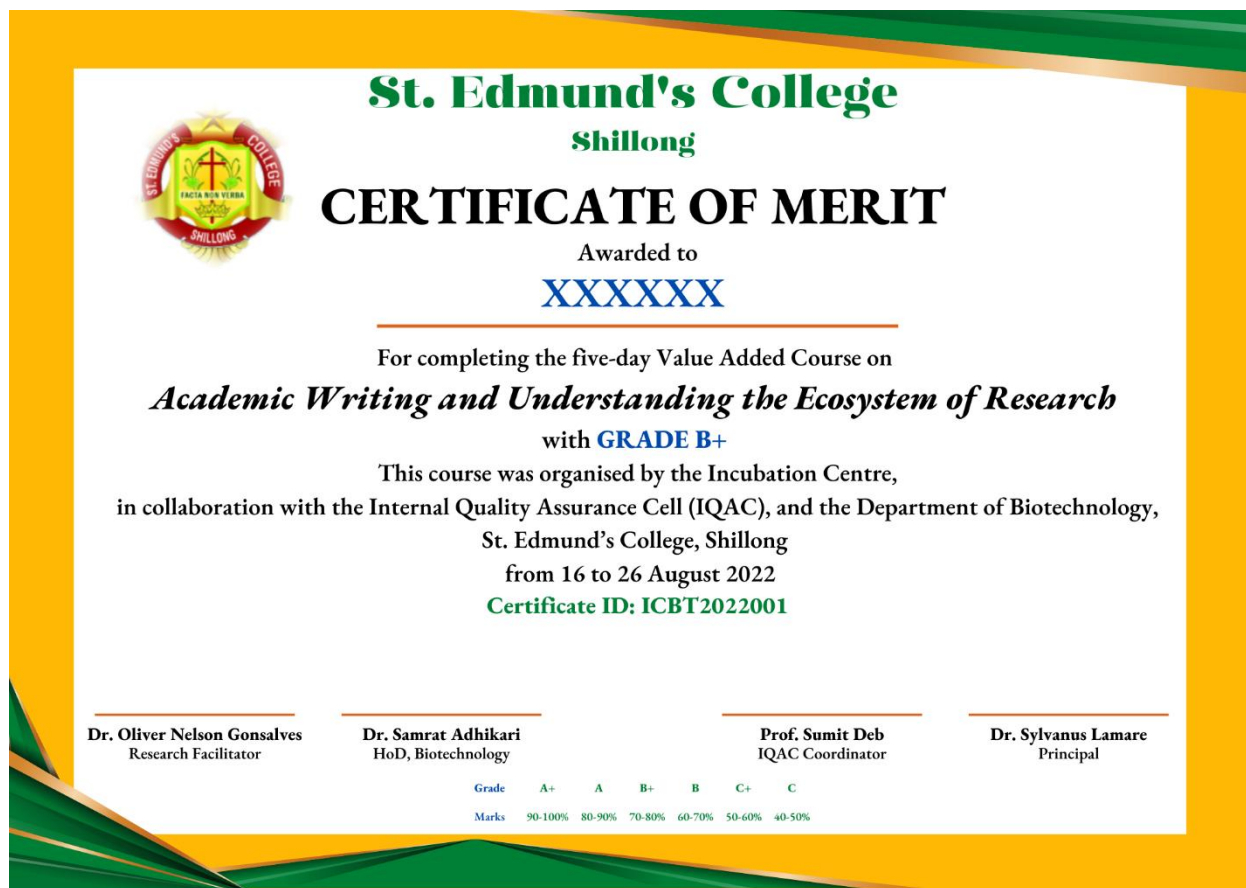 St. Edmund's College
Shillong
ST. EDMUND'S COLLEGE
FACTA NON VERBA
SHILLONG
CERTIFICATE OF MERIT
Awarded to
XXXXXX
For completing the five-day Value Added Course on
Academic Writing and Understanding the Ecosystem of Research
with GRADE B+
This course was organised by the Incubation Centre,
in collaboration with the Internal Quality Assurance Cell (IQAC), and the Department of Biotechnology,
St. Edmund’s College, Shillong
from 16 to 26 August 2022
Certificate ID: ICBT2022001
Dr. Oliver Nelson Gonsalves
Research Facilitator
Dr. Samrat Adhikari
HoD, Biotechnology
Prof. Sumit Deb
IQAC Coordinator
Dr. Sylvanus Lamare
Principal
Grade A+ A B+ B C+ C
Marks 90-100% 80-90% 70-80% 60-70% 50-60% 40-50%